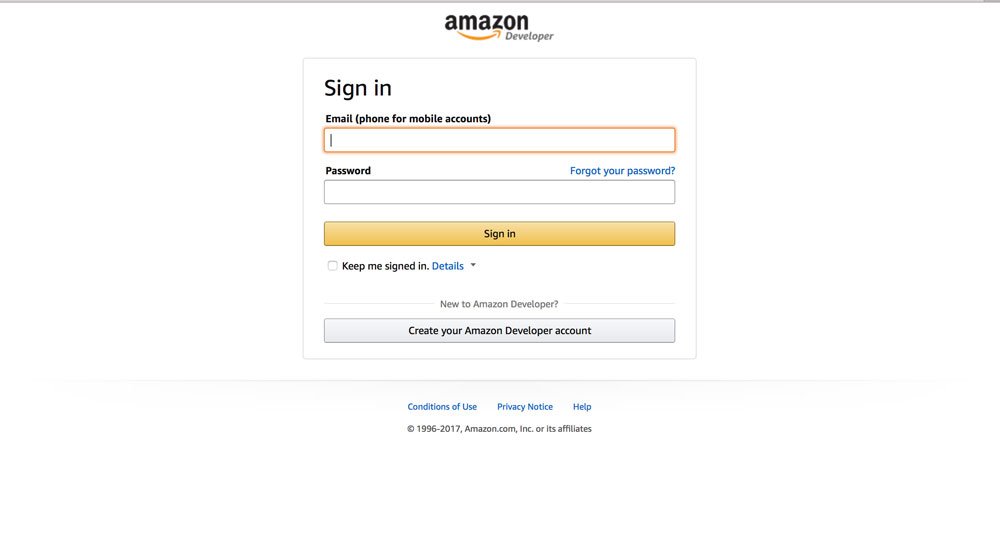 amazon
Developer
Sign in
Email (phone for mobile accounts)
Password Forgot your password?
Sign in
Keep me signed in. Details
New to Amazon Developer?
Create your Amazon Developer account
Conditions of Use Privacy Notice Help
© 1996-2017, Amazon.com, Inc. or its affiliates